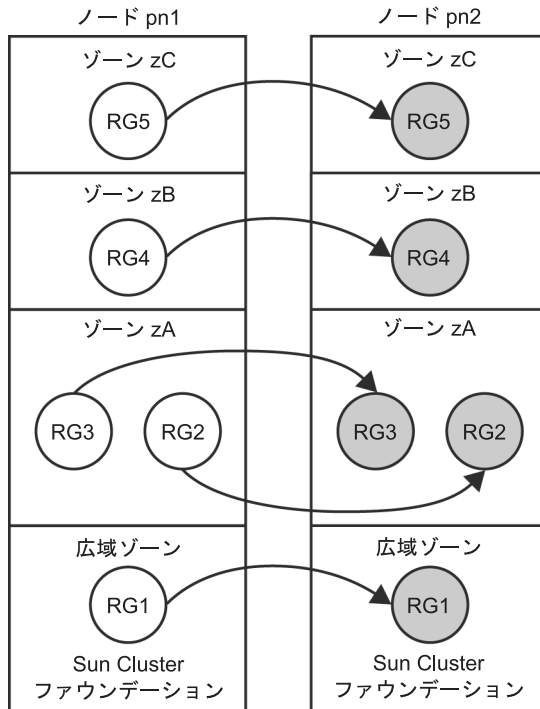 ノード pn1
ゾーン zC
RG5
ゾーン zB
RG4
ゾーン zA
RG3
RG2
広域ゾーン
RG1
Sun Cluster
ファウンデーション
ノード pn2
ゾーン zC
RG5
ゾーン zB
RG4
ゾーン zA
RG3
RG2
広域ゾーン
RG1
Sun Cluster
ファウンデーション